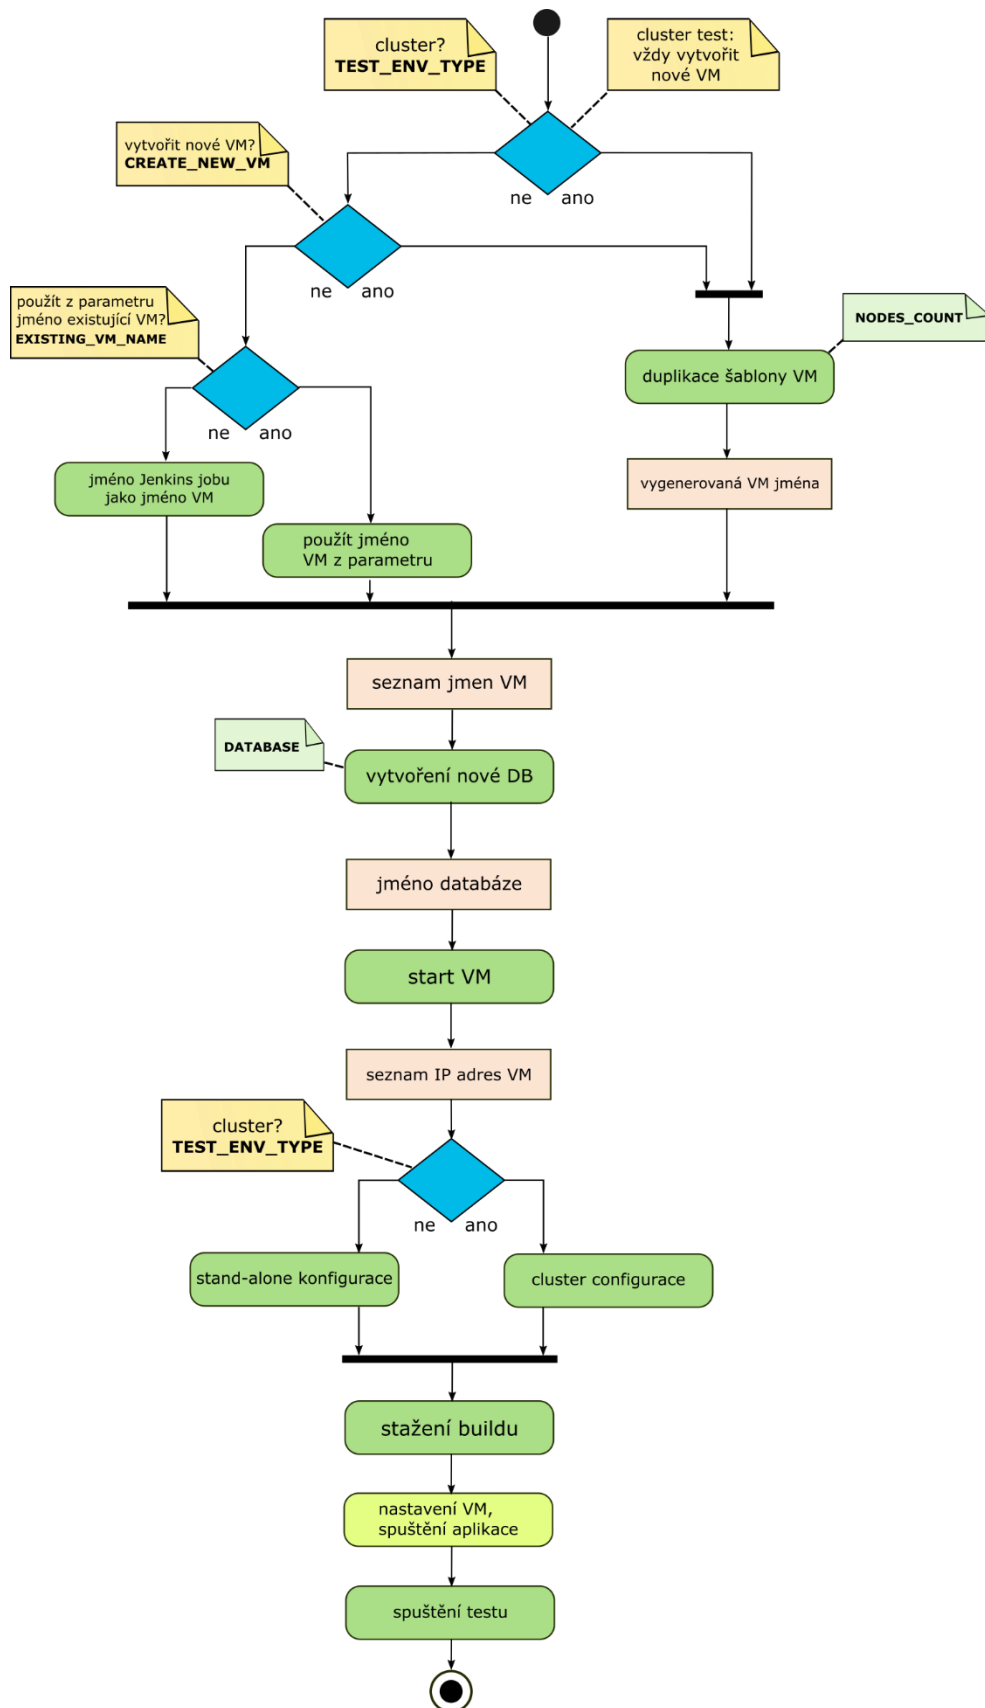 cluster?
TEST_ENV_TYPE
cluster test:
vždy vytvořit
nové VM
vytvořit nové VM?
CREATE_NEW_VM
ne
ano
ne
ano
použít z parametru
jméno existující VM?
EXISTING_VM_NAME
NODES_COUNT
duplikace šablony VM
ne
ano
jméno Jenkins jobu
jako jméno VM
vygenerovaná VM jména
použít jméno
VM z parametru
seznam jmen VM
DATABASE
vytvoření nové DB
jméno databáze
start VM
seznam IP adres VM
cluster?
TEST_ENV_TYPE
ne
ano
stand-alone konfigurace
cluster configurace
stažení buildu
nastavení VM,
spuštění aplikace
spuštění testu